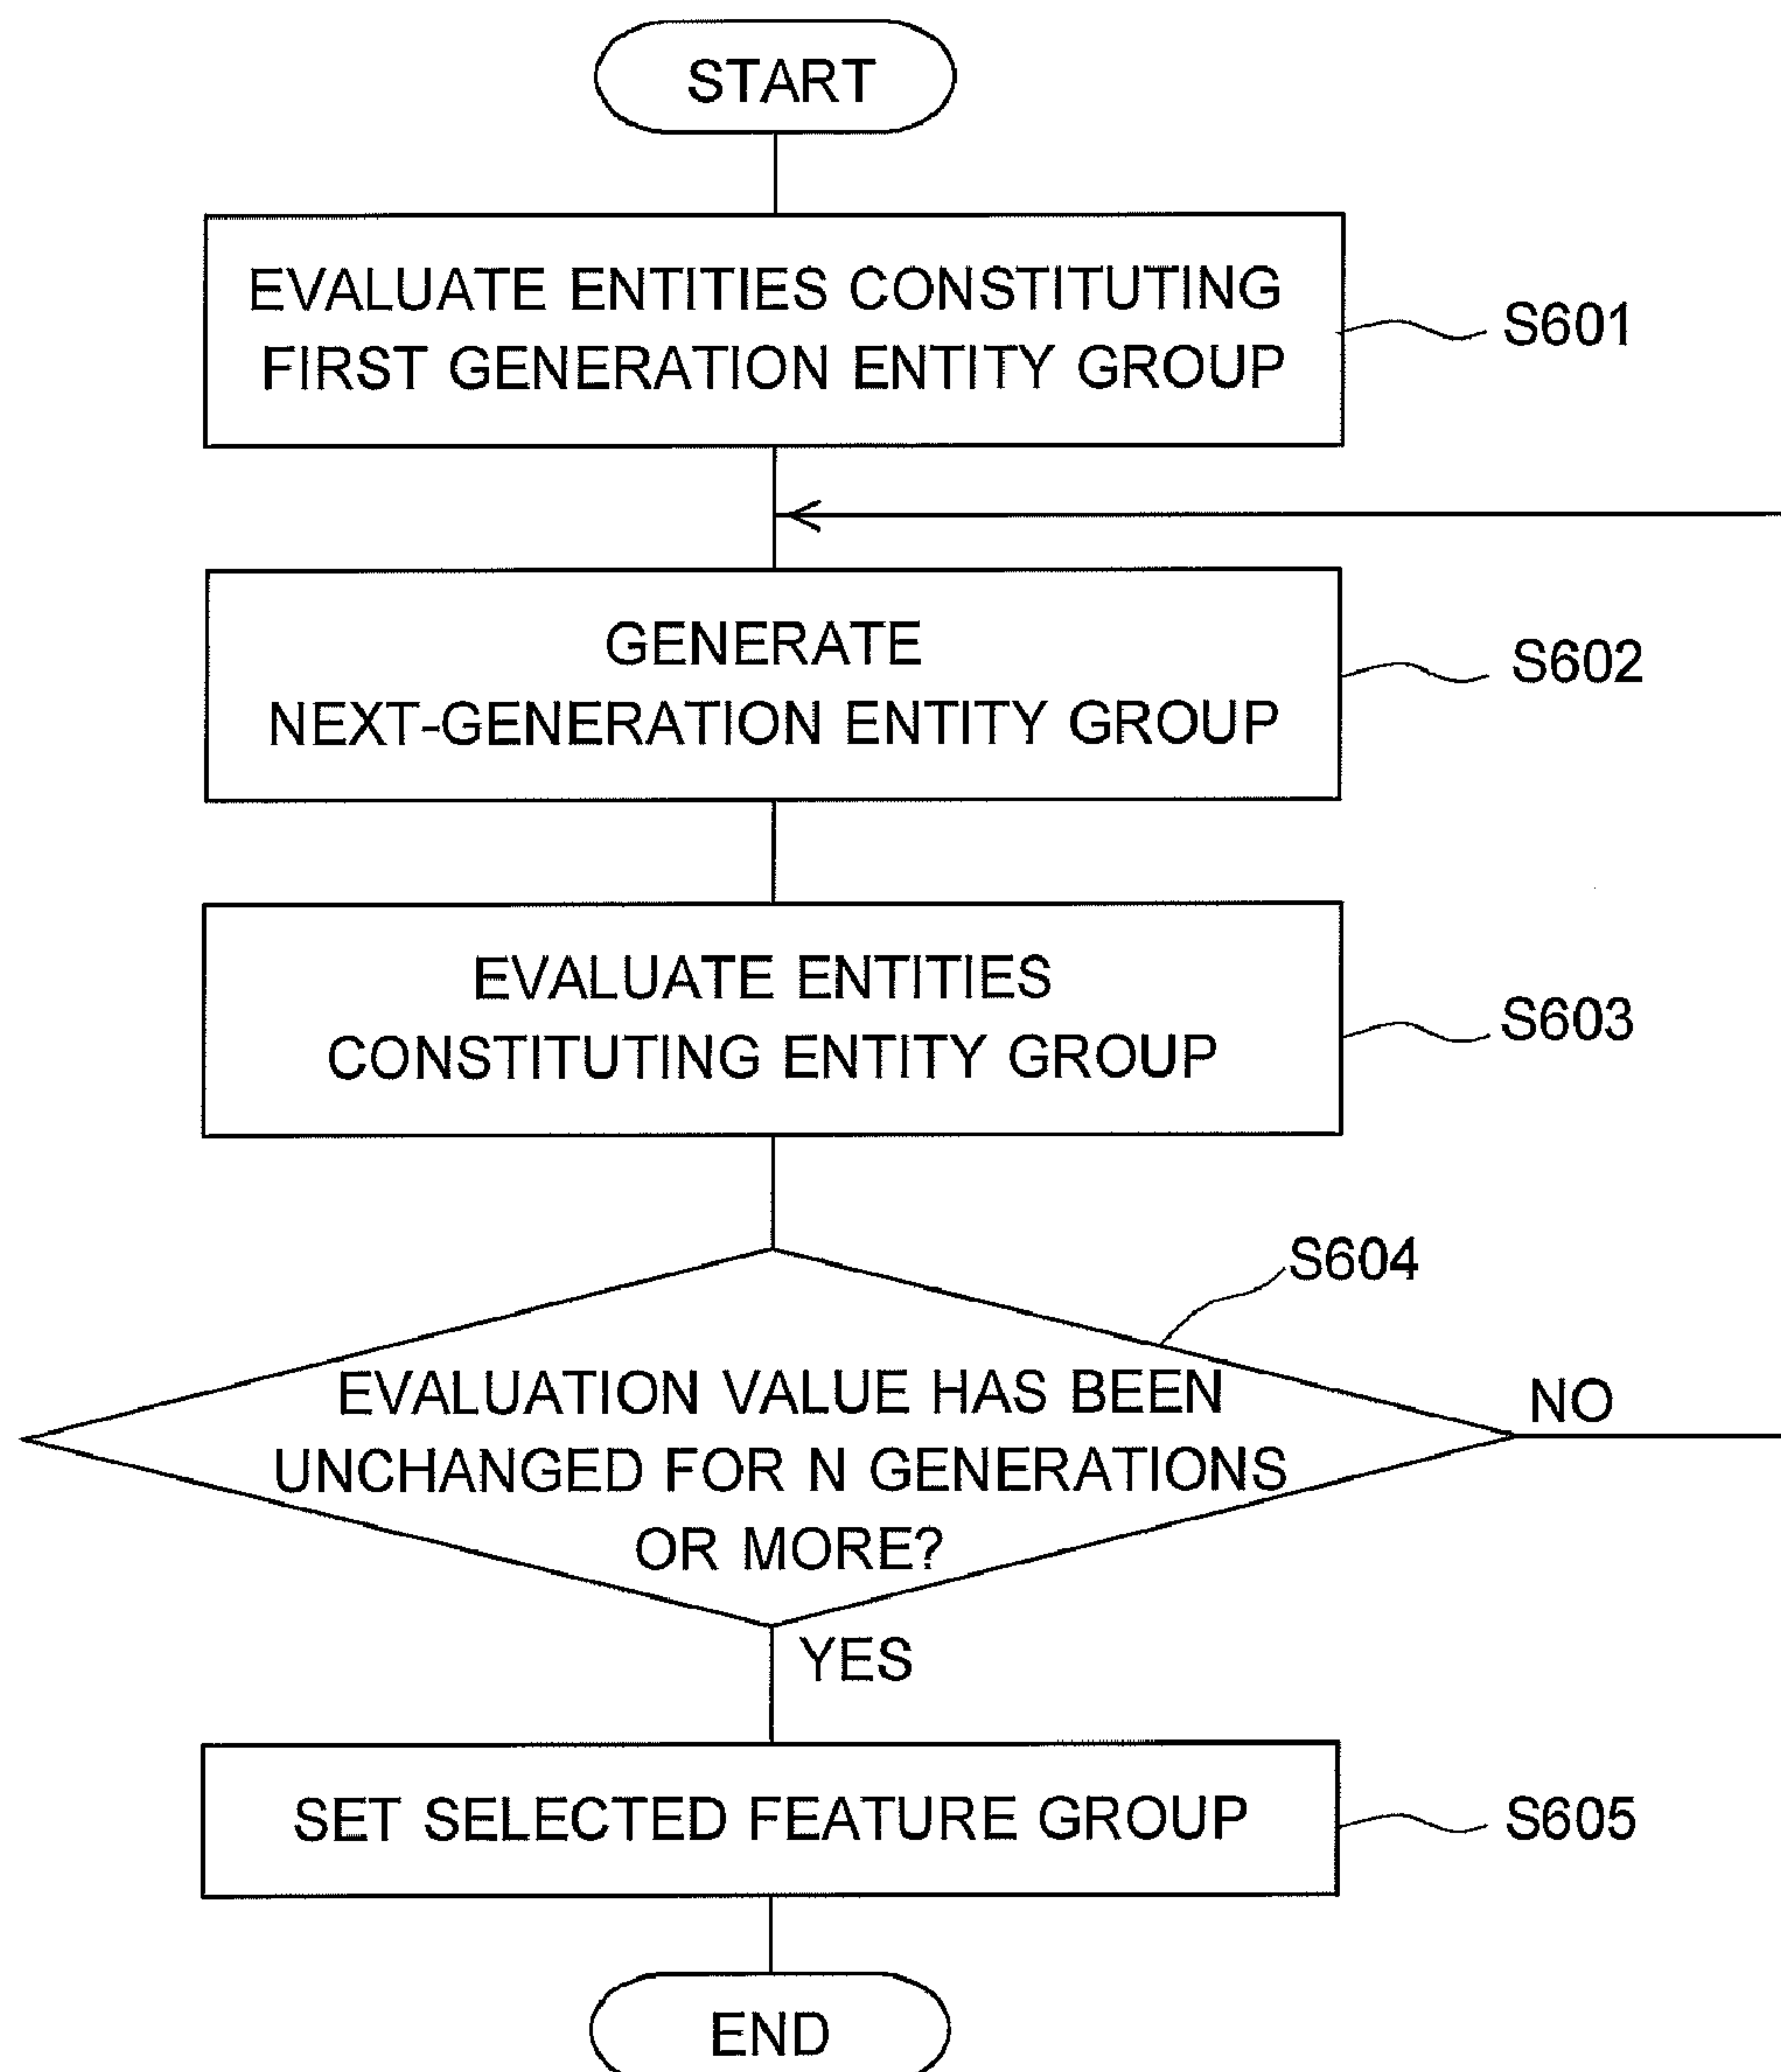 START
EVALUATE ENTITIES CONSTITUTING
FIRST GENERATION ENTITY GROUP
S601
GENERATE
NEXT-GENERATION ENTITY GROUP
S602
EVALUATE ENTITIES
CONSTITUTING ENTITY GROUP
S603
S604
EVALUATION VALUE HAS BEEN
UNCHANGED FOR N GENERATIONS
OR MORE?
NO
YES
SET SELECTED FEATURE GROUP
S605
END